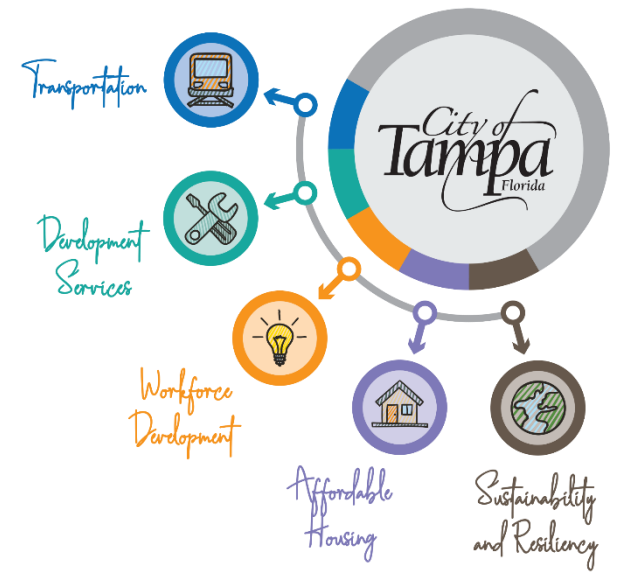 City of
Tampa
Florida
Transportation
Development
Services
Workforce
Development
Affordable
Housing
Sustainability
and Resiliency